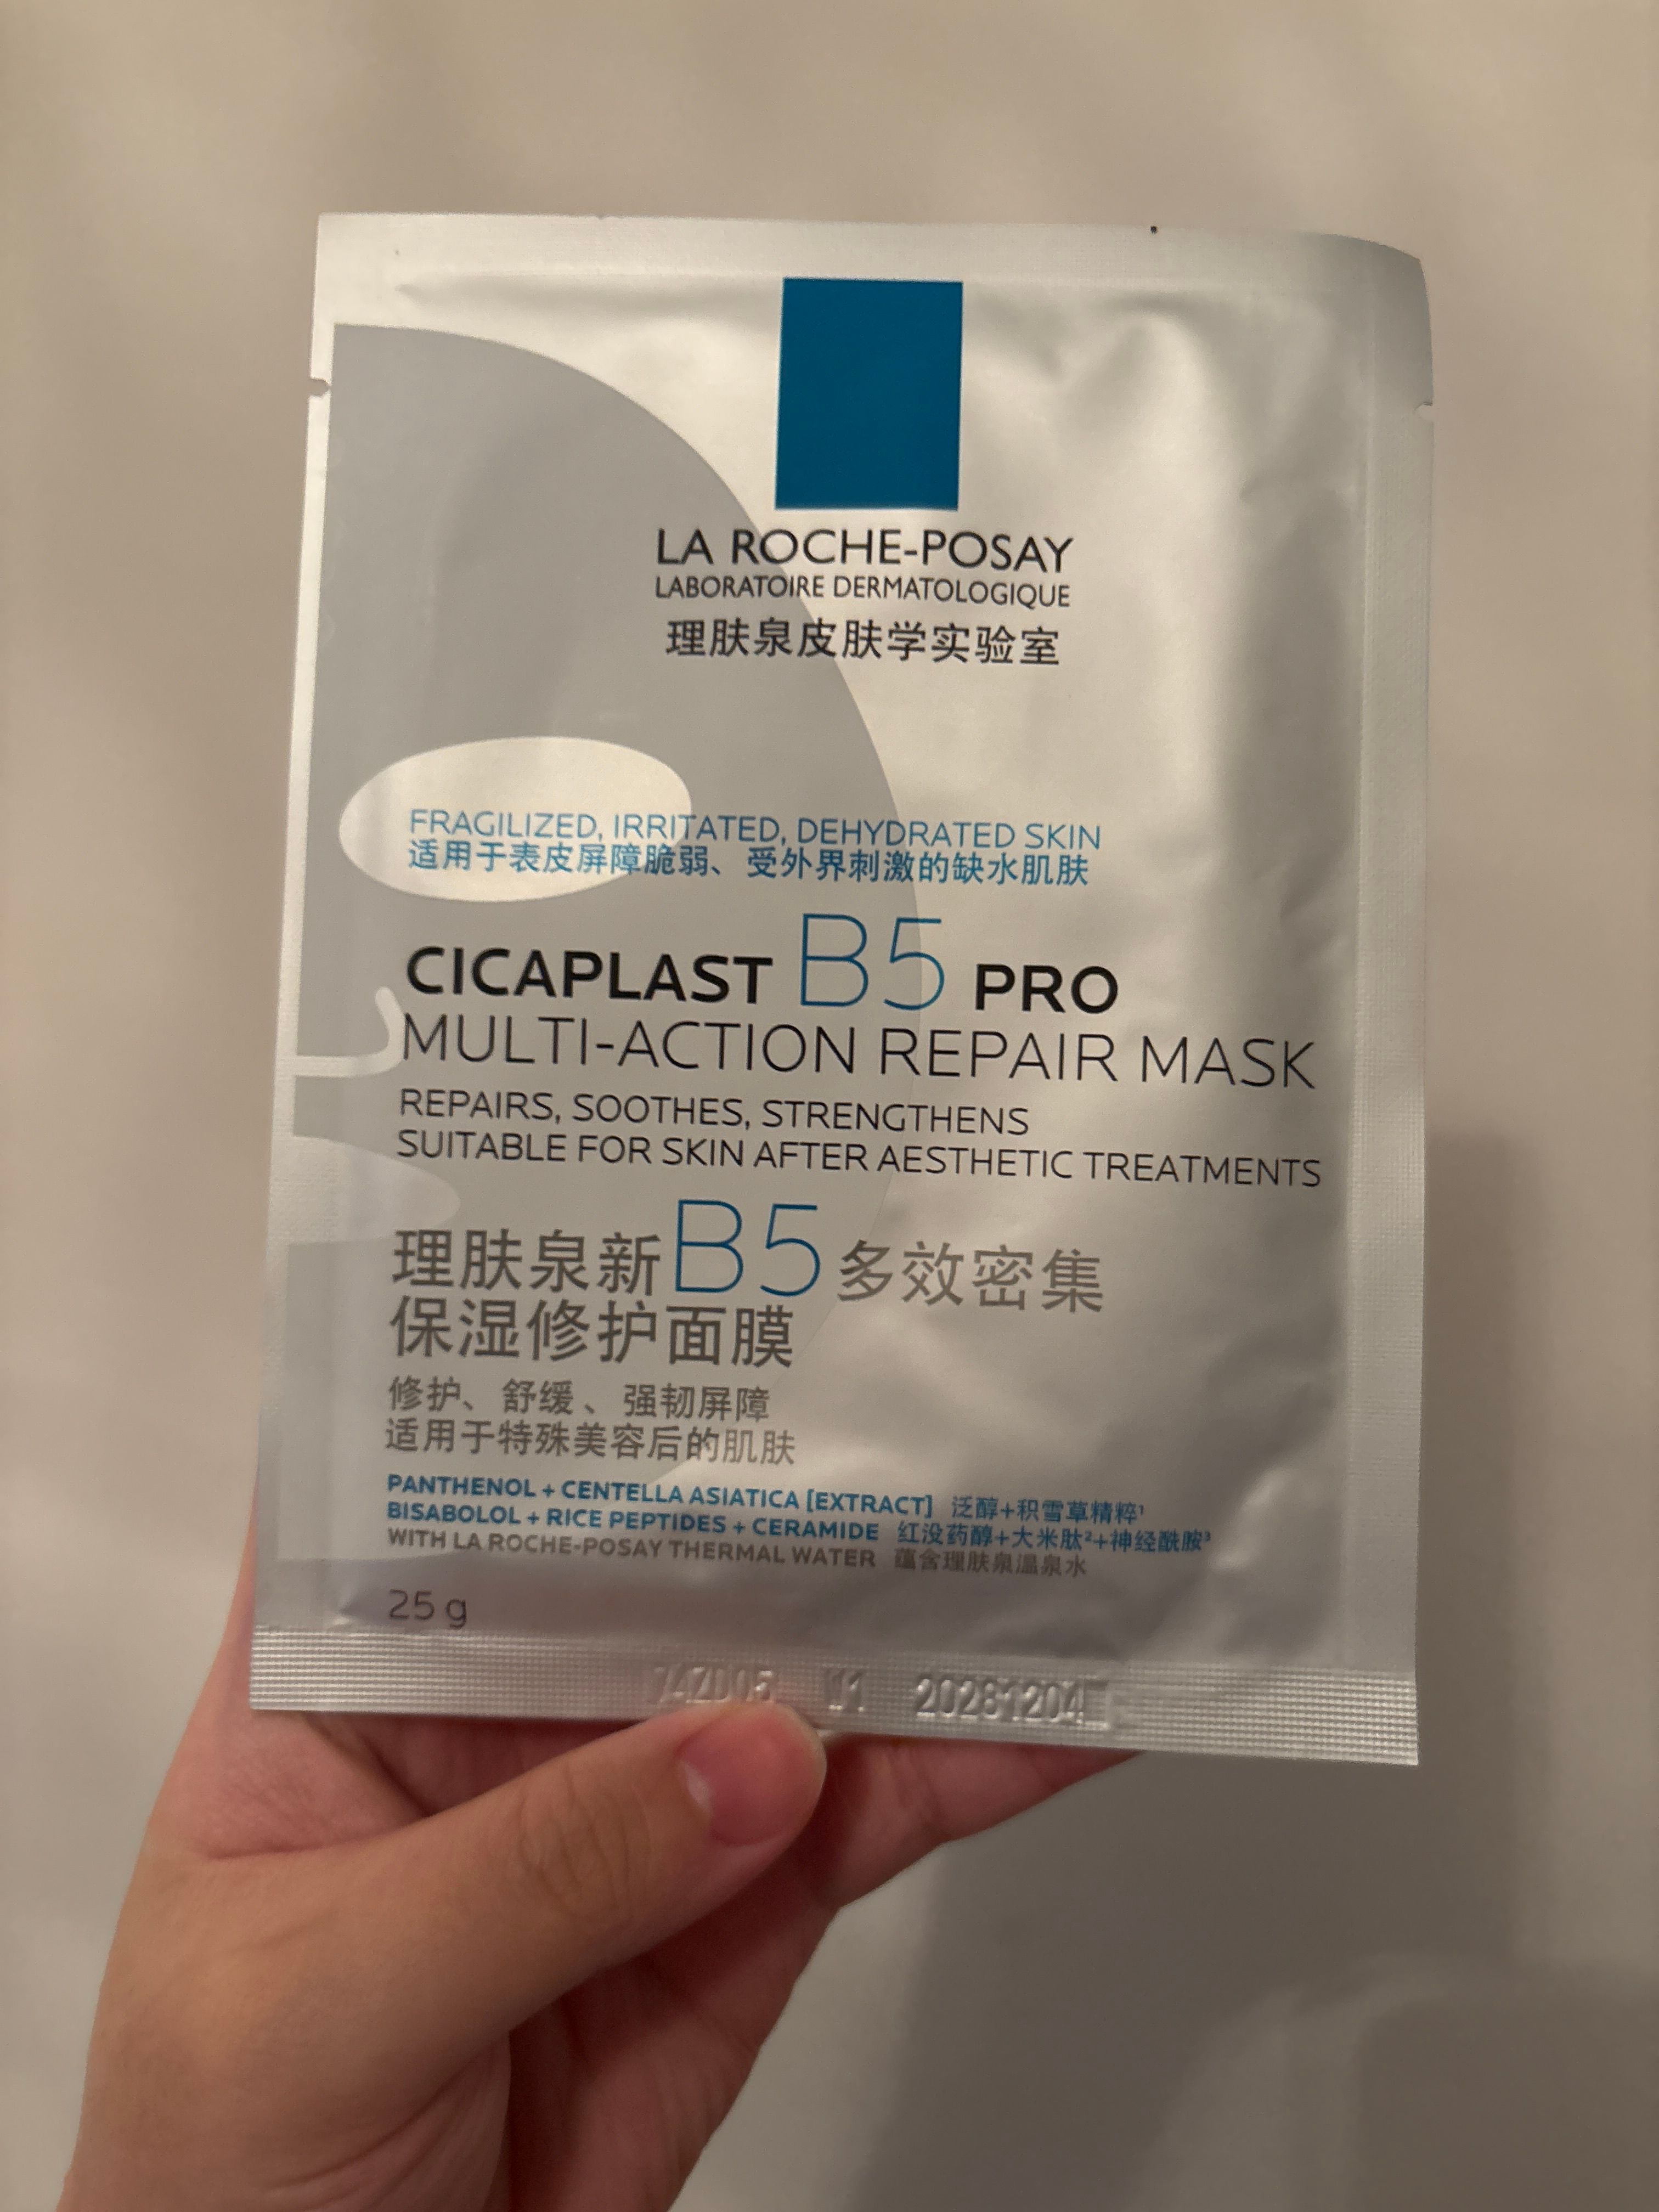 LA ROCHE-POSAY
LABORATOIRE DERMATOLOGIQUE
理肤泉皮肤学实验室
FRAGILIZED, IRRITATED, DEHYDRATED SKIN
适用于表皮屏障脆弱、受外界刺激的缺水肌肤
CICAPLAST B5 PRO
MULTI-ACTION REPAIR MASK
REPAIRS, SOOTHES, STRENGTHENS
SUITABLE FOR SKIN AFTER AESTHETIC TREATMENTS
理肤泉新B5多效密集
保湿修护面膜
修护、舒缓、强韧屏障
适用于特殊美容后的肌肤
PANTHENOL + CENTELLA ASIATICA [EXTRACT] 泛醇+积雪草精粹¹
BISABOLOL + RICE PEPTIDES + CERAMIDE 红没药醇+大米肽²+神经酰胺³
WITH LA ROCHE-POSAY THERMAL WATER 蕴含理肤泉温泉水
25 g
11 20281204